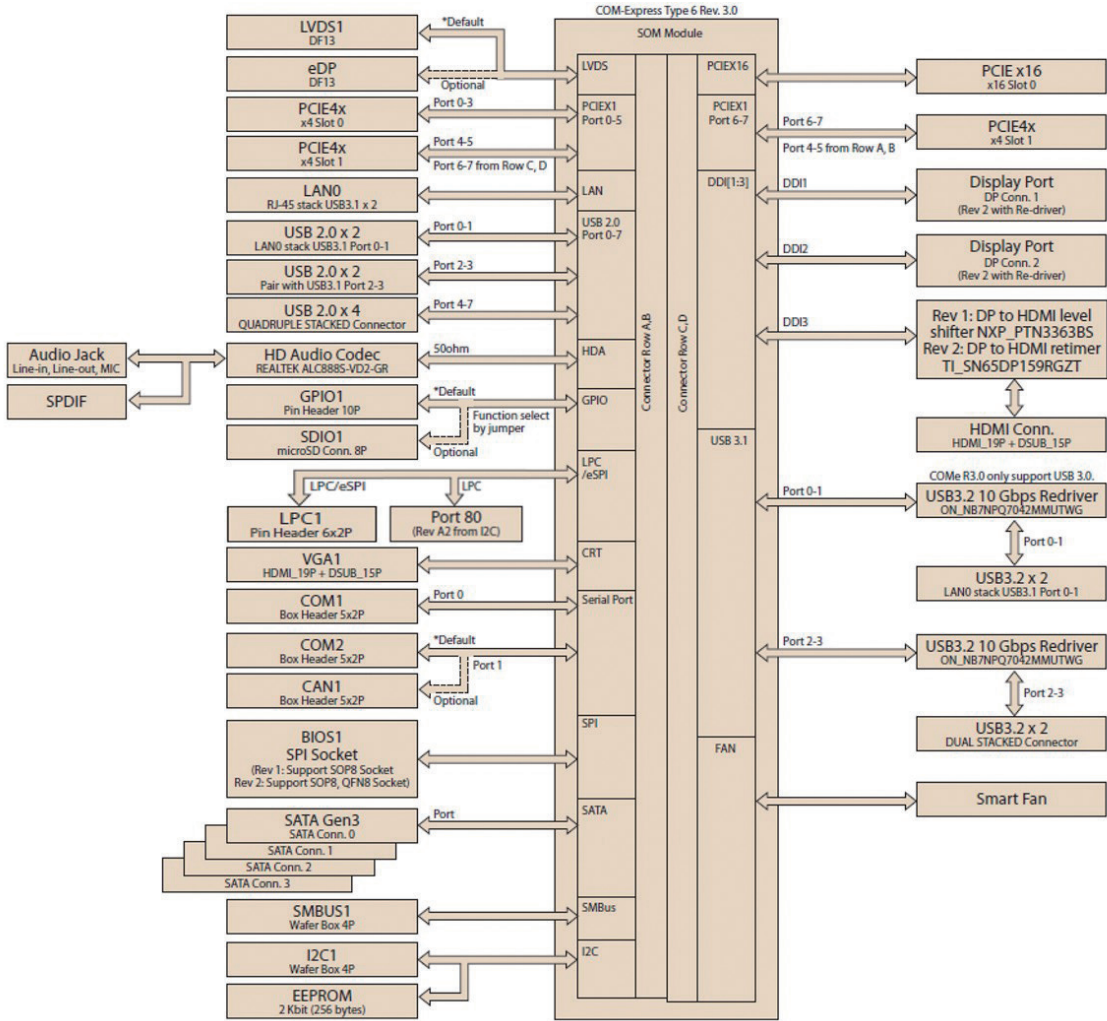 COM-Express Type 6 Rev. 3.0
SOM Module
LVDS1
DF13
*Default
eDP
DF13
Optional
LVDS
PCIE4x
x4 Slot 0
Port 0-3
PCIEX1
Port 0-5
PCIE4x
x4 Slot 1
Port 4-5
Port 6-7 from Row C, D
LAN0
RJ-45 stack USB3.1 x 2
LAN
USB 2.0 x 2
LAN0 stack USB3.1 Port 0-1
Port 0-1
USB 2.0
Port 0-7
USB 2.0 x 2
Pair with USB3.1 Port 2-3
Port 2-3
USB 2.0 x 4
QUADRUPLE STACKED Connector
Port 4-7
Audio Jack
Line-in, Line-out, MIC
SPDIF
HD Audio Codec
REALTEK ALC888S-VD2-GR
50ohm
HDA
GPIO1
Pin Header 10P
*Default
Function select
by jumper
GPIO
SDIO1
microSD Conn. 8P
Optional
LPC
/eSPI
LPC/eSPI
LPC
LPC1
Pin Header 6x2P
Port 80
(Rev A2 from I2C)
VGA1
HDMI_19P + DSUB_15P
CRT
COM1
Box Header 5x2P
Port 0
Serial Port
COM2
Box Header 5x2P
*Default
Port 1
CAN1
Box Header 5x2P
Optional
BIOS1
SPI Socket
(Rev 1: Support SOP8 Socket
Rev 2: Support SOP8, QFN8 Socket)
SPI
SATA Gen3
SATA Conn. 0
SATA Conn. 1
SATA Conn. 2
SATA Conn. 3
Port
SATA
SMBUS1
Wafer Box 4P
SMBus
I2C1
Wafer Box 4P
I2C
EEPROM
2 Kbit (256 bytes)
Connector Row A,B
Connector Row C,D
PCIEX16
PCIE x16
x16 Slot 0
PCIEX1
Port 6-7
Port 6-7
Port 4-5 from Row A, B
PCIE4x
x4 Slot 1
DDI[1:3]
DDI1
Display Port
DP Conn. 1
(Rev 2 with Re-driver)
DDI2
Display Port
DP Conn. 2
(Rev 2 with Re-driver)
DDI3
Rev 1: DP to HDMI level
shifter NXP_PTN3363BS
Rev 2: DP to HDMI retimer
TI_SN65DP159RGZT
HDMI Conn.
HDMI_19P + DSUB_15P
USB 3.1
COMe R3.0 only support USB 3.0.
Port 0-1
USB3.2 10 Gbps Redriver
ON_NB7NPQ7042MMUTWG
Port 0-1
USB3.2 x 2
LAN0 stack USB3.1 Port 0-1
Port 2-3
USB3.2 10 Gbps Redriver
ON_NB7NPQ7042MMUTWG
Port 2-3
USB3.2 x 2
DUAL STACKED Connector
FAN
Smart Fan